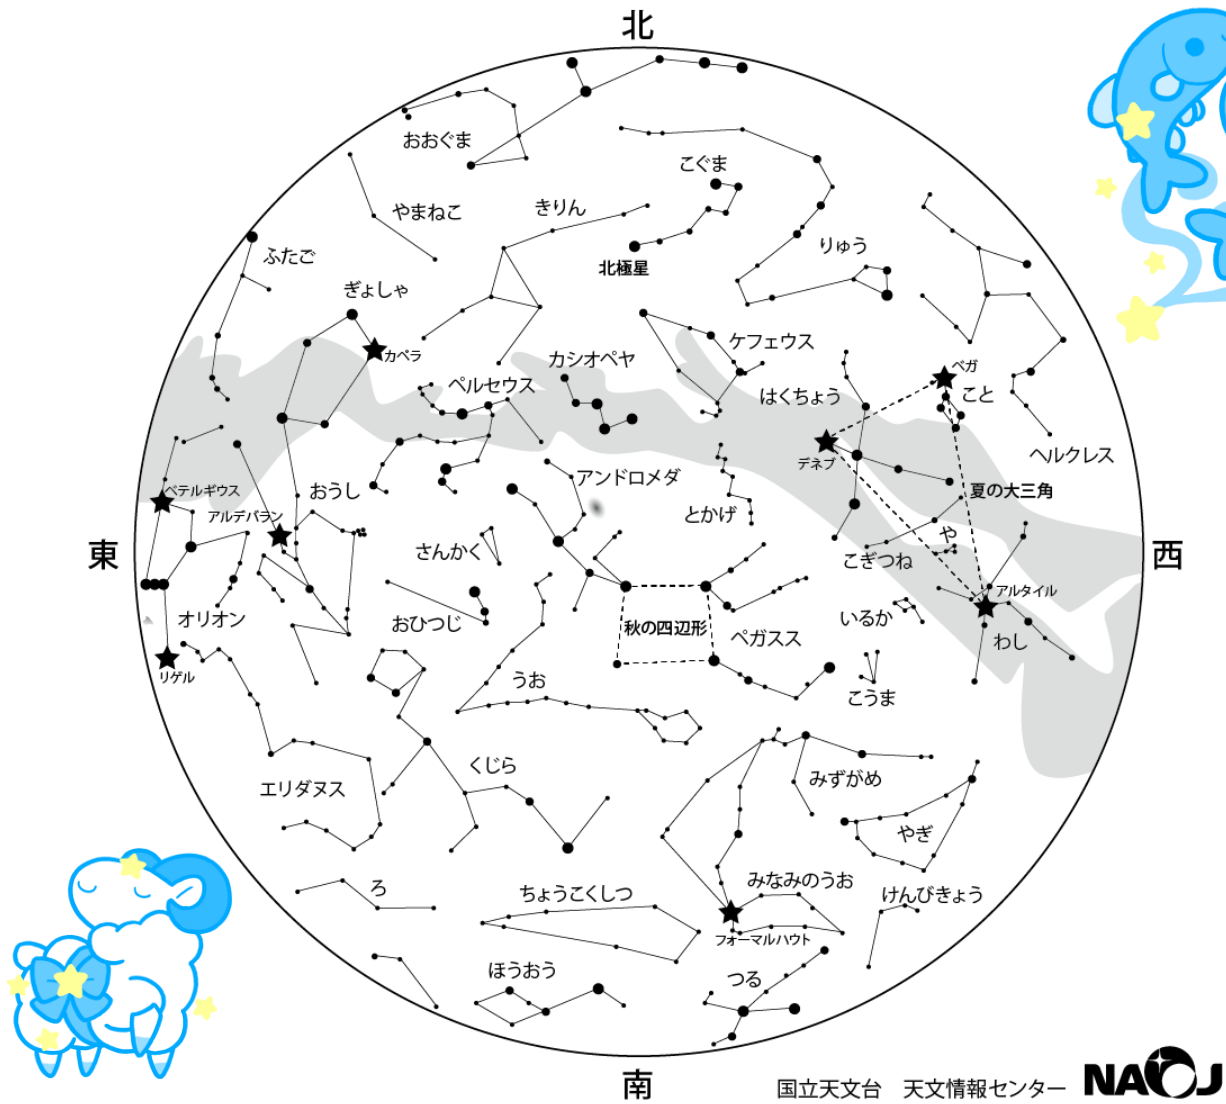 北
おおぐま
こぐま
やまねこ
きりん
りゅう
ふたご
北極星
ぎょしゃ
ケフェウス
カペラ
カシオペヤ
ベガ
ペルセウス
はくちょう
こと
ヘルクレス
デネブ
アンドロメダ
ベテルギウス
おうし
夏の大三角
アルデバラン
とかげ
や
さんかく
こぎつね
東
西
アルタイル
オリオン
おひつじ
秋の四辺形
ペガスス
いるか
わし
リゲル
うお
こうま
くじら
みずがめ
エリダヌス
やぎ
ろ
ちょうこくしつ
みなみのうお
けんびきょう
フォーマルハウト
ほうおう
つる
南
国立天文台 天文情報センター NAOJ